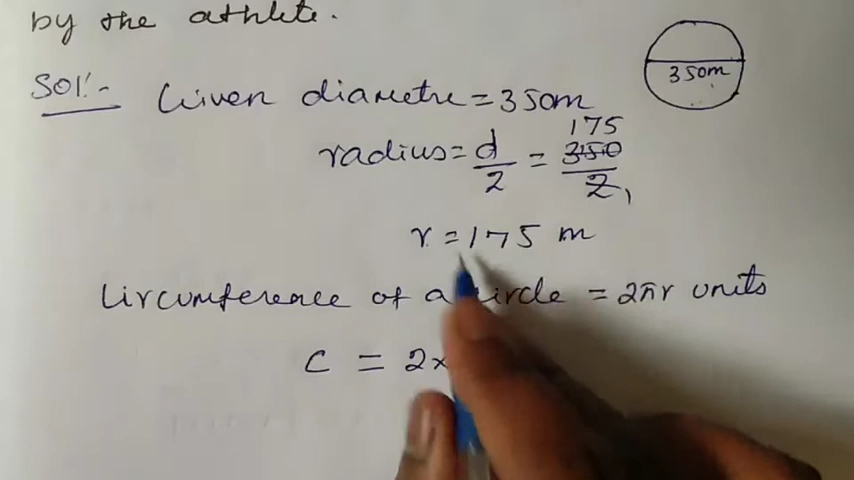 by the athlete.
Sol:-
Given diametre = 350m
350m
radius = d/2 = 350/2 175 1
r = 175 m
Circumference of a circle = 2πr units
C = 2×